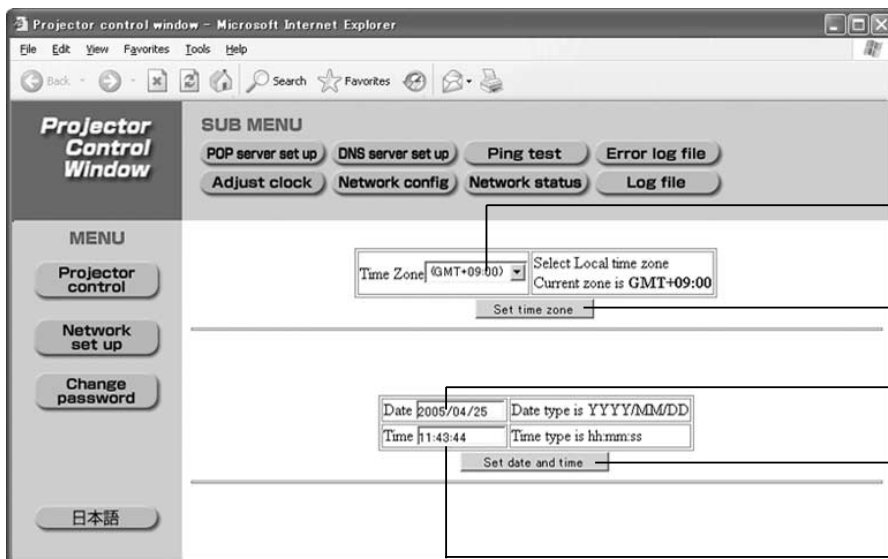 Projector control window - Microsoft Internet Explorer
File Edit View Favorites Tools Help
Back Search Favorites
Projector
Control
Window
SUB MENU
POP server set up DNS server set up Ping test Error log file
Adjust clock Network config Network status Log file
MENU
Projector
control
Network
set up
Change
password
日本語
Time Zone (GMT+09:00) Select Local time zone
Current zone is GMT+09:00
Set time zone
Date 2005/04/25 Date type is YYYY/MM/DD
Time 11:43:44 Time type is hh:mm:ss
Set date and time